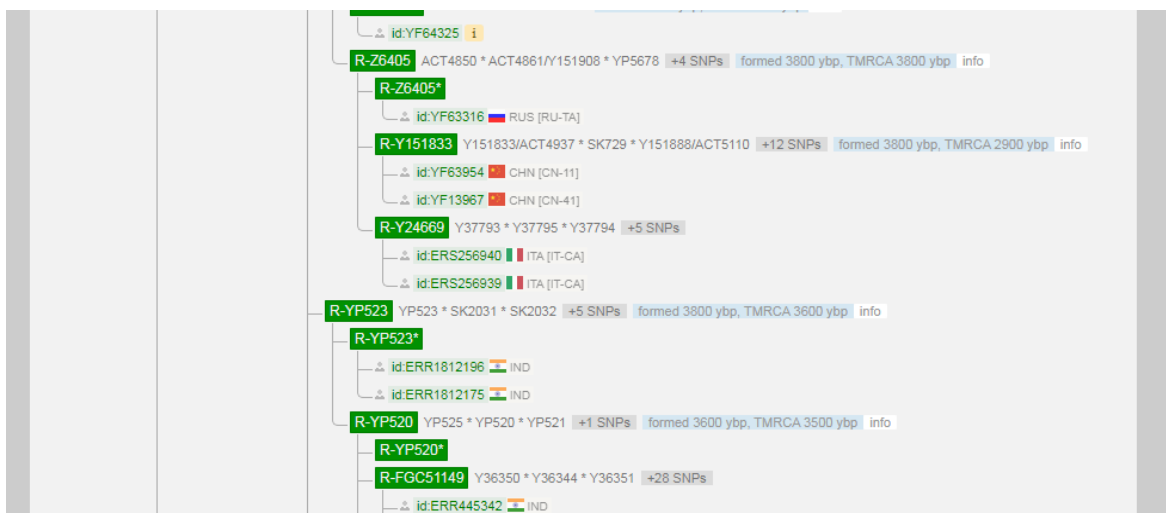 id:YF64325 i
R-Z6405 ACT4850 * ACT4861/Y151908 * YP5678 +4 SNPs formed 3800 ybp, TMRCA 3800 ybp info
R-Z6405*
id:YF63316 RUS [RU-TA]
R-Y151833 Y151833/ACT4937 * SK729 * Y151888/ACT5110 +12 SNPs formed 3800 ybp, TMRCA 2900 ybp info
id:YF63954 CHN [CN-11]
id:YF13967 CHN [CN-41]
R-Y24669 Y37793 * Y37795 * Y37794 +5 SNPs
id:ERS256940 ITA [IT-CA]
id:ERS256939 ITA [IT-CA]
R-YP523 YP523 * SK2031 * SK2032 +5 SNPs formed 3800 ybp, TMRCA 3600 ybp info
R-YP523*
id:ERR1812196 IND
id:ERR1812175 IND
R-YP520 YP525 * YP520 * YP521 +1 SNPs formed 3600 ybp, TMRCA 3500 ybp info
R-YP520*
R-FGC51149 Y36350 * Y36344 * Y36351 +28 SNPs
id:ERR445342 IND